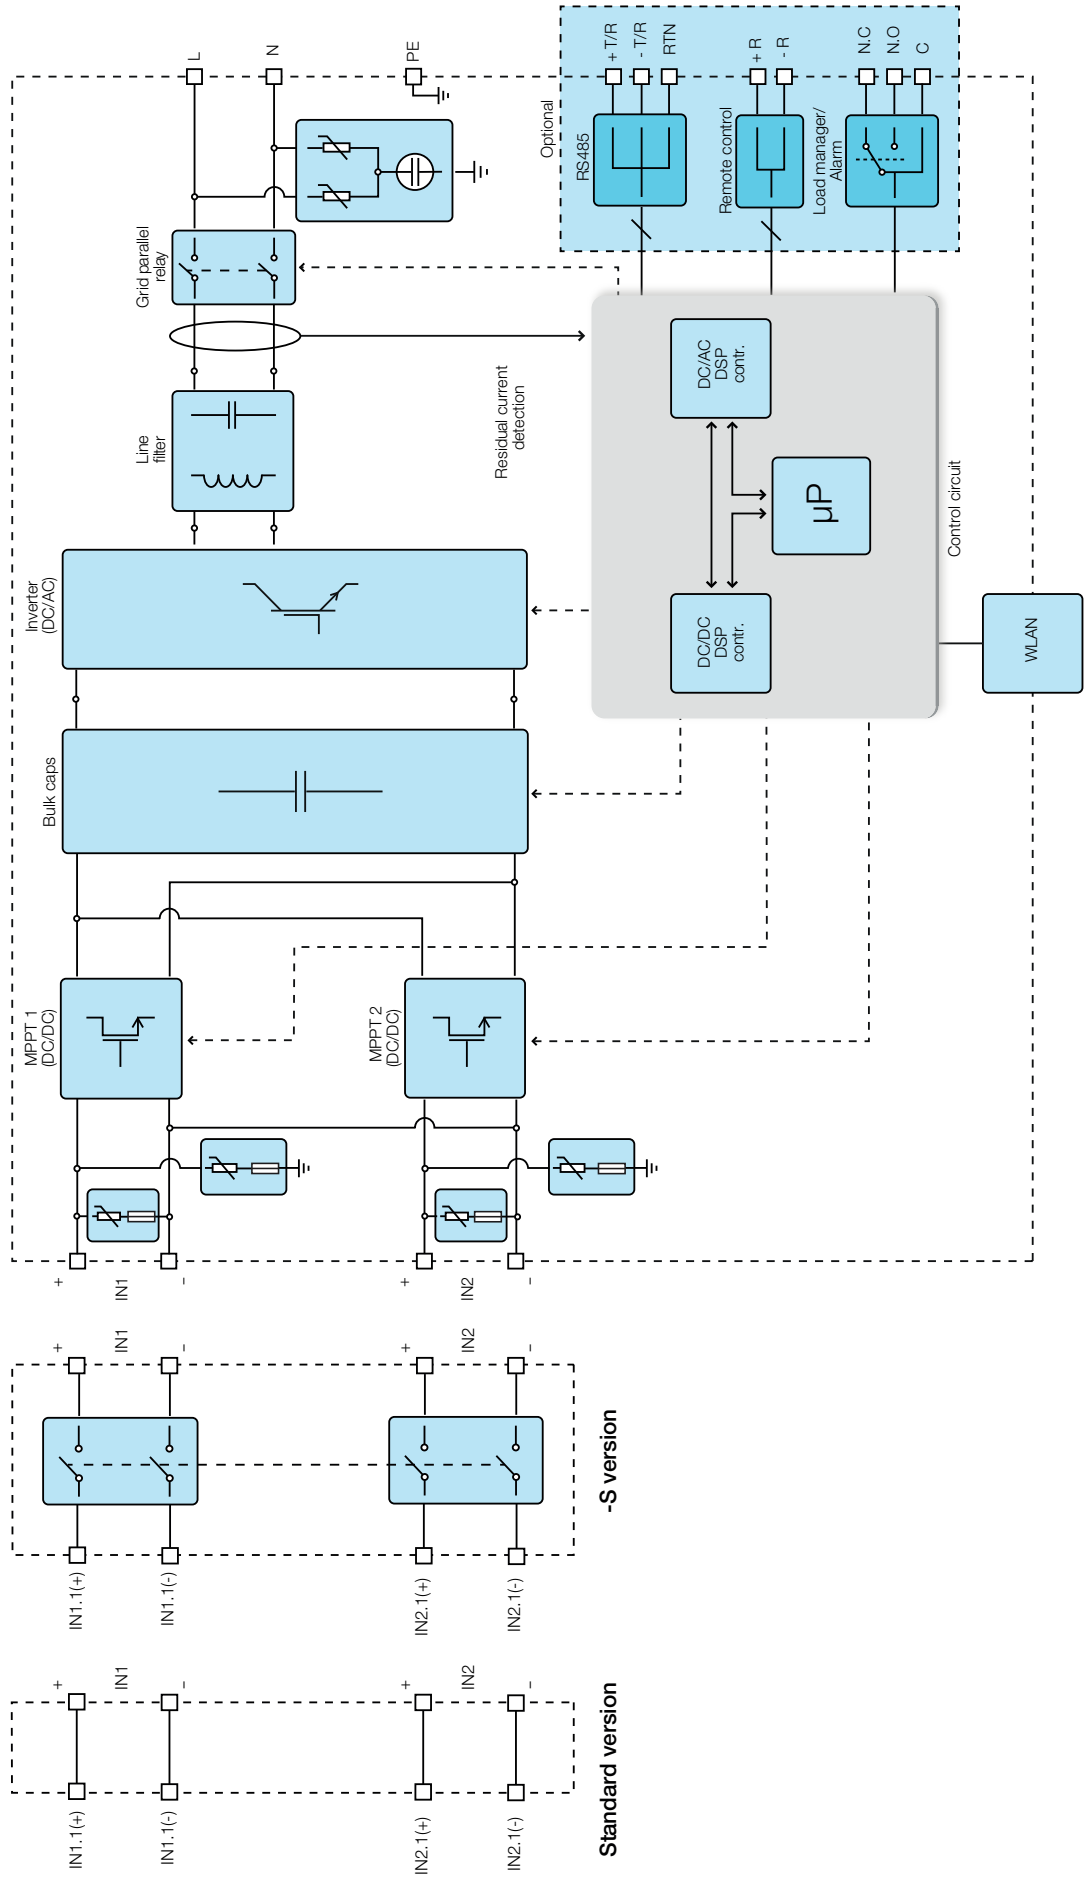 Standard version
IN1.1(+)
IN1.1(-)
IN2.1(+)
IN2.1(-)
+
IN1
−
+
IN2
−
-S version
IN1.1(+)
IN1.1(-)
IN2.1(+)
IN2.1(-)
+
IN1
−
+
IN2
−
+
IN1
−
+
IN2
−
MPPT 1
(DC/DC)
MPPT 2
(DC/DC)
Bulk caps
Inverter
(DC/AC)
Line
filter
Grid parallel
relay
L
N
PE
Residual current
detection
DC/DC
DSP
contr.
DC/AC
DSP
contr.
µP
Control circuit
WLAN
Optional
RS485
+ T/R
- T/R
RTN
Remote control
+ R
- R
Load manager/
Alarm
N.C
N.O
C